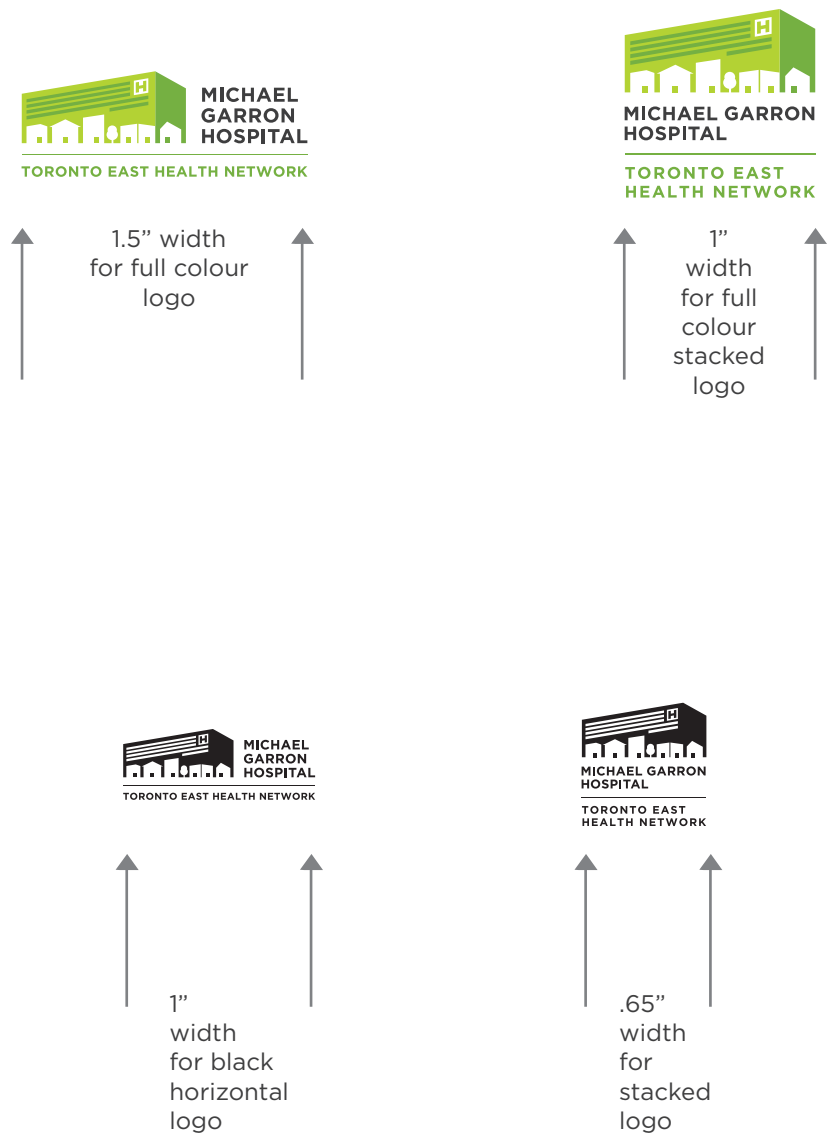 H
MICHAEL
GARRON
HOSPITAL
TORONTO EAST HEALTH NETWORK
1.5” width
for full colour
logo
H
MICHAEL GARRON
HOSPITAL
TORONTO EAST
HEALTH NETWORK
1”
width
for full
colour
stacked
logo
H
MICHAEL
GARRON
HOSPITAL
TORONTO EAST HEALTH NETWORK
1”
width
for black
horizontal
logo
H
MICHAEL GARRON
HOSPITAL
TORONTO EAST
HEALTH NETWORK
.65”
width
for
stacked
logo